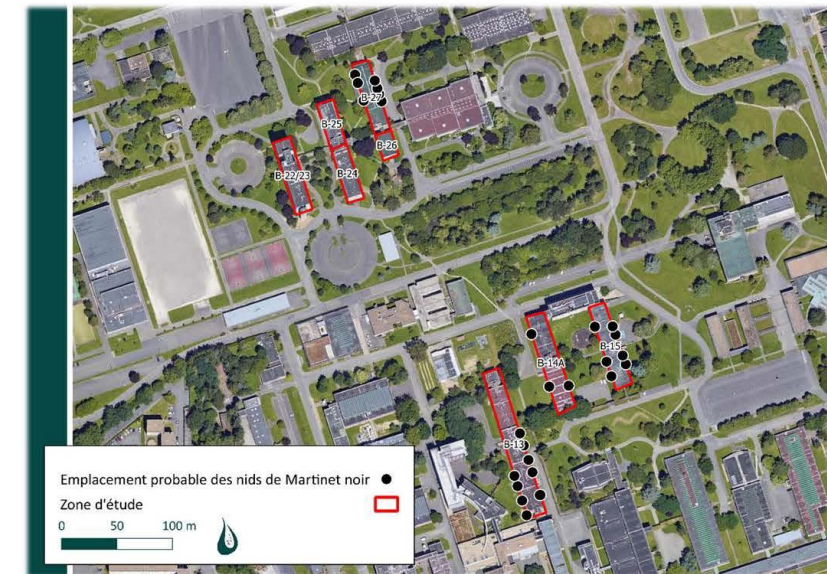 B-27
B-25
B-26
B-22/23
B-24
B-15
B-14A
B-13
Emplacement probable des nids de Martinet noir
Zone d'étude
0 50 100 m